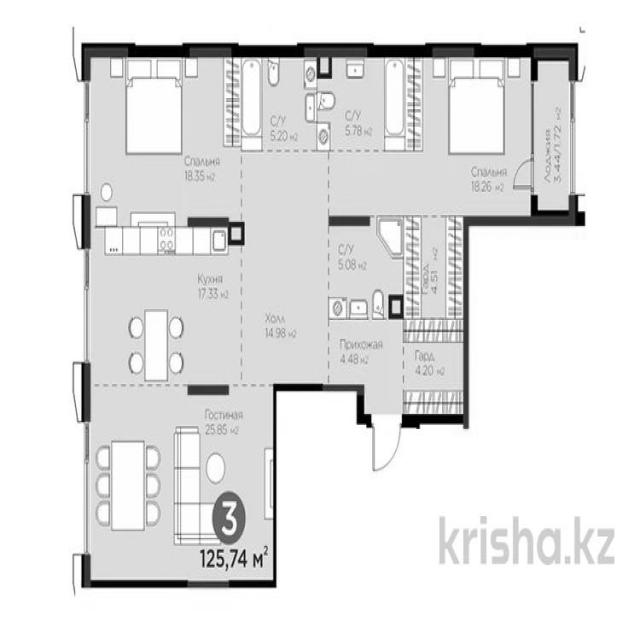 С/У
5.20 м2
С/У
5.78 м2
Лоджия
3.44/1.72 м2
Спальня
18.35 м2
Спальня
18.26 м2
С/У
5.08 м2
Гард.
4.51 м2
Кухня
17.33 м2
Холл
14.98 м2
Прихожая
4.48 м2
Гард.
4.20 м2
Гостиная
25.85 м2
3
125,74 м2
krisha.kz